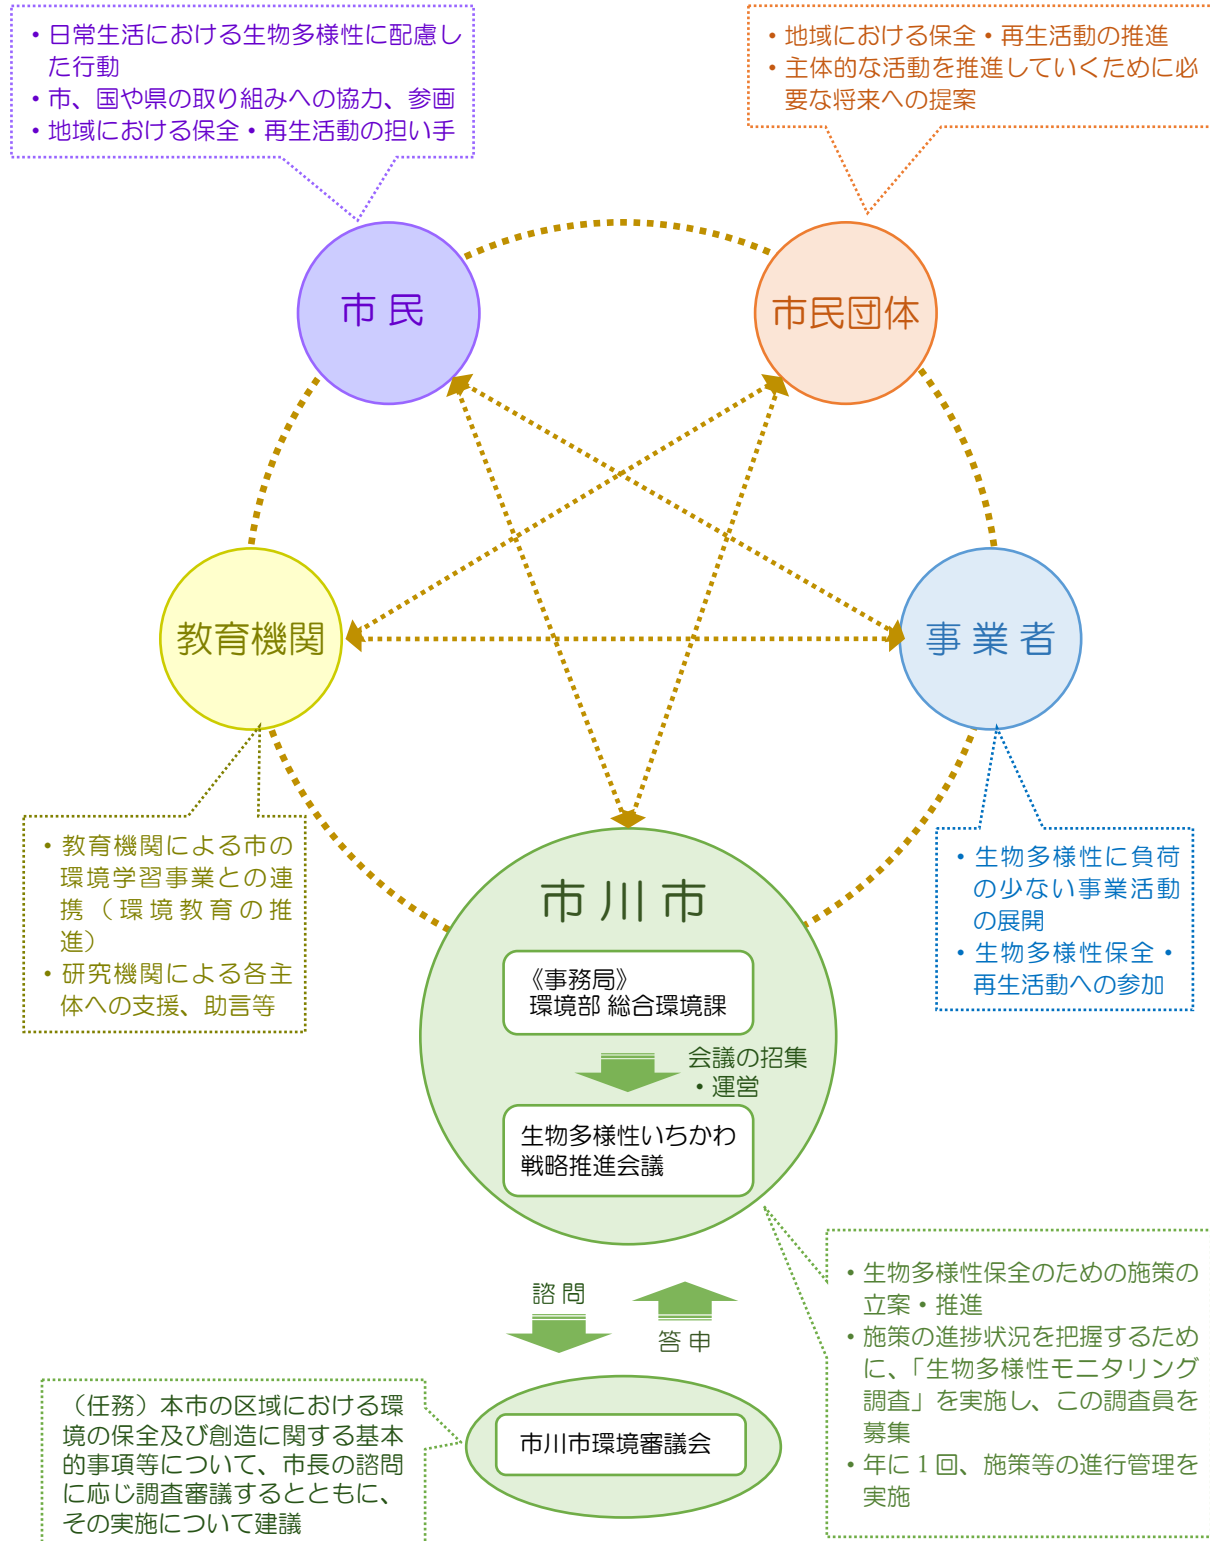 ・日常生活における生物多様性に配慮し
た行動
・市、国や県の取り組みへの協力、参画
・地域における保全・再生活動の担い手
・地域における保全・再生活動の推進
・主体的な活動を推進していくために必
要な将来への提案
市民
市民団体
教育機関
事業者
・教育機関による市の
環境学習事業との連
携（環境教育の推
進）
・研究機関による各主
体への支援、助言等
・生物多様性に負荷
の少ない事業活動
の展開
・生物多様性保全・
再生活動への参加
市川市
《事務局》
環境部 総合環境課
会議の招集
・運営
生物多様性いちかわ
戦略推進会議
諮問
答申
・生物多様性保全のための施策の
立案・推進
・施策の進捗状況を把握するため
に、「生物多様性モニタリング
調査」を実施し、この調査員を
募集
・年に1回、施策等の進行管理を
実施
（任務）本市の区域における環
境の保全及び創造に関する基本
的事項等について、市長の諮問
に応じ調査審議するとともに、
その実施について建議
市川市環境審議会